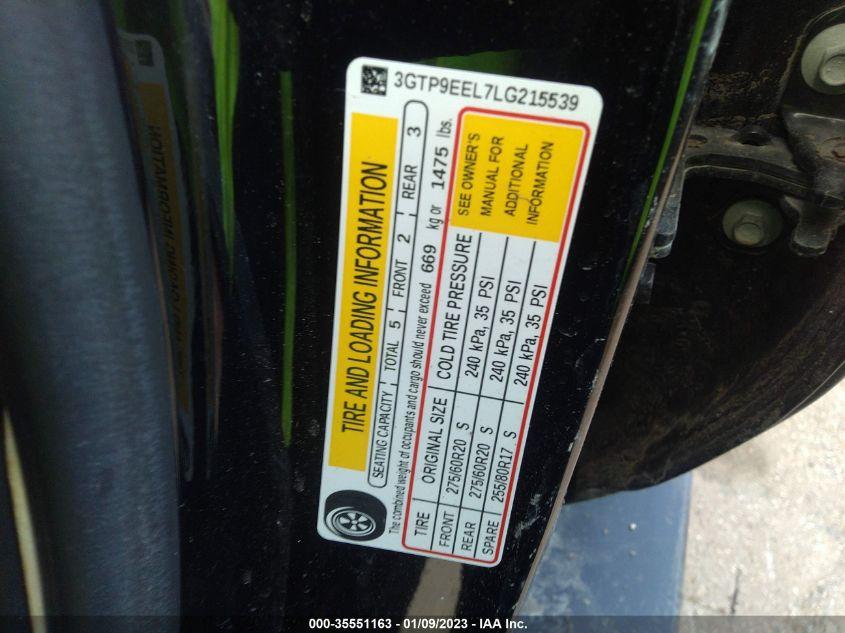 3GTP9EEL7LG215539
TIRE AND LOADING INFORMATION
SEATING CAPACITY TOTAL 5 FRONT 2 REAR 3
The combined weight of occupants and cargo should never exceed 669 kg or 1475 lbs.
TIRE ORIGINAL SIZE COLD TIRE PRESSURE
FRONT 275/60R20 S 240 kPa, 35 PSI
REAR 275/60R20 S 240 kPa, 35 PSI
SPARE 255/80R17 S 240 kPa, 35 PSI
SEE OWNER'S
MANUAL FOR
ADDITIONAL
INFORMATION
000-35551163 - 01/09/2023 - IAA Inc.